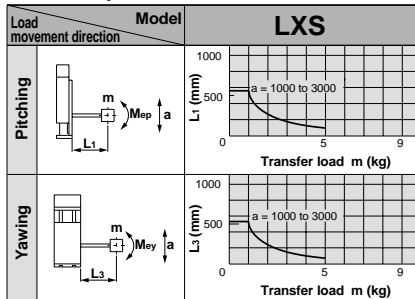 Load movement direction
Model
LXS
Pitching
m
Mep
a
L1
L1 (mm)
1000
500
0
a = 1000 to 3000
5
9
Transfer load m (kg)
Yawing
m
Mey
a
L3
L3 (mm)
1000
500
0
a = 1000 to 3000
5
9
Transfer load m (kg)